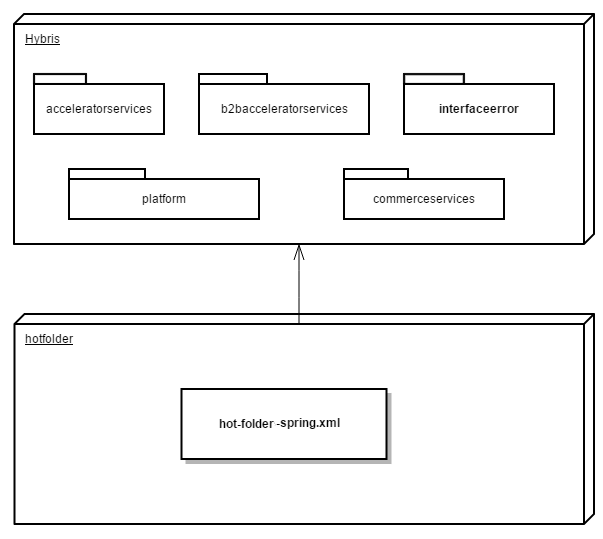 Hybris
acceleratorservices
b2bacceleratorservices
interfaceerror
platform
commerceservices
hotfolder
hot-folder -spring.xml